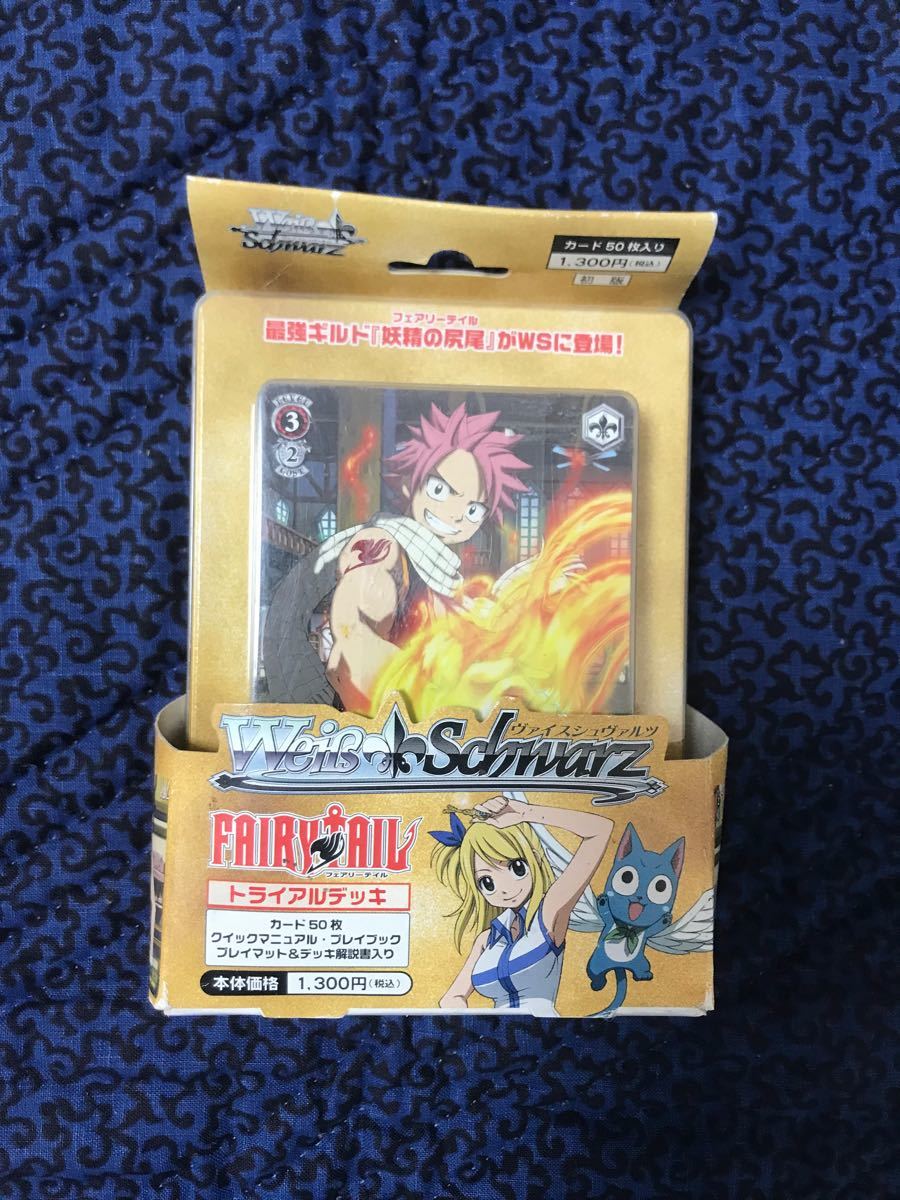 Weiß Schwarz
カード50枚入り
1,300円(税込)
初版
フェアリーテイル
最強ギルド『妖精の尻尾』がWSに登場!
LEVEL
3
2
COST
ヴァイスシュヴァルツ
Weiß Schwarz
FAIRY TAIL
フェアリーテイル
トライアルデッキ
カード50枚
クイックマニュアル・プレイブック
プレイマット&デッキ解説書入り
本体価格 1,300円(税込)